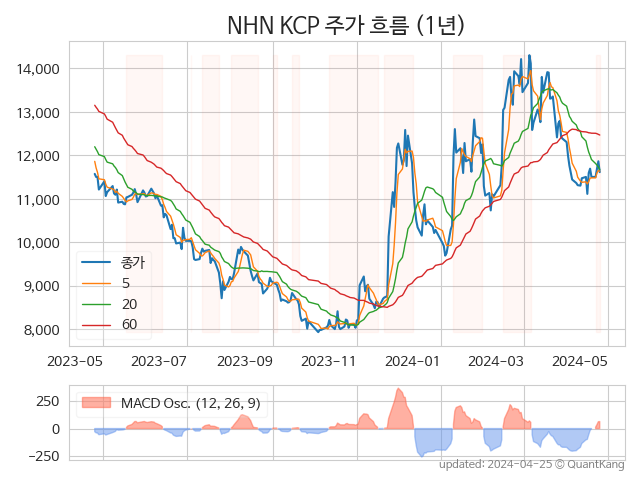 NHN KCP 주가 흐름 (1년)
14,000
13,000
12,000
11,000
10,000
9,000
8,000
종가
5
20
60
2023-05 2023-07 2023-09 2023-11 2024-01 2024-03 2024-05
250
0
−250
MACD Osc. (12, 26, 9)
updated: 2024-04-25 © QuantKang